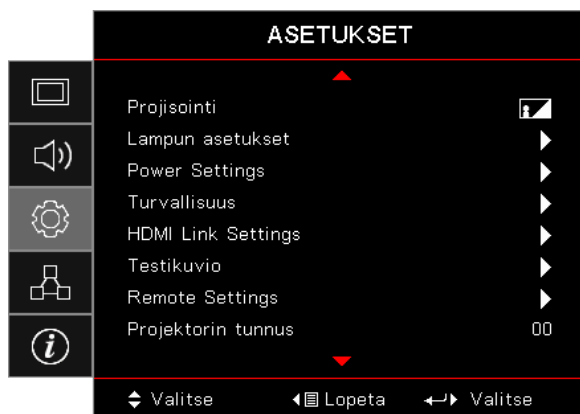 ASETUKSET
Projisointi
Lampun asetukset
Power Settings
Turvallisuus
HDMI Link Settings
Testikuvio
Remote Settings
Projektorin tunnus 00
Valitse Lopeta Valitse